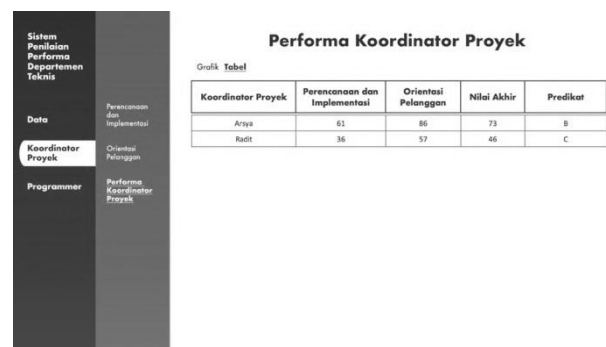 Sistem
Penilaian
Performa
Departemen
Teknis
Data
Koordinator
Proyek
Programmer
Perencanaan
dan
Implementasi
Orientasi
Pelanggan
Performa
Koordinator
Proyek
Performa Koordinator Proyek
Grafik Tabel
Koordinator Proyek Perencanaan dan Implementasi Orientasi Pelanggan Nilai Akhir Predikat
Arsya 61 86 73 B
Radit 36 57 46 C